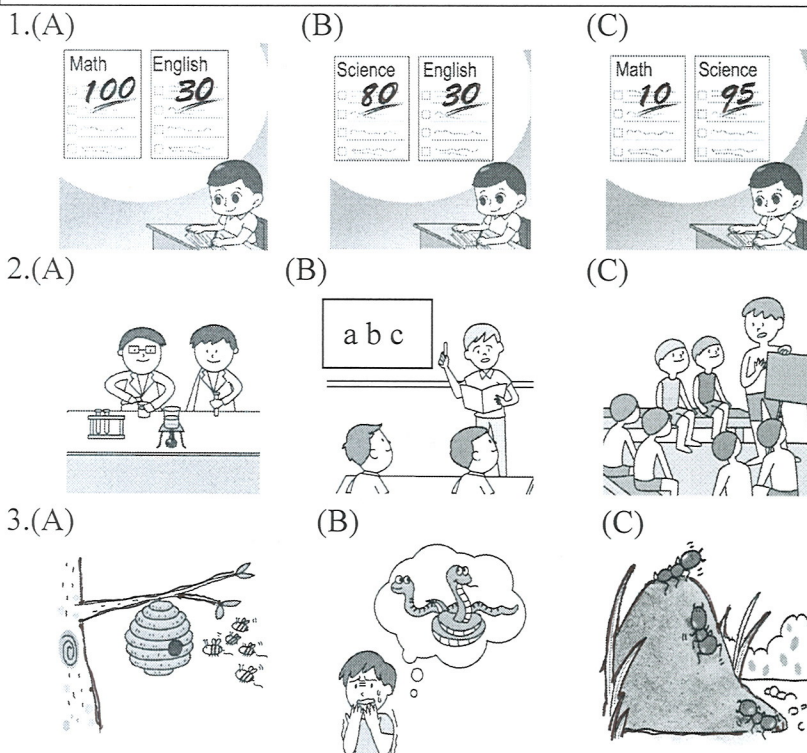 1.(A) (B) (C)
Math English Science English Math Science
100 30 80 30 10 95
2.(A) (B) (C)
a b c
3.(A) (B) (C)